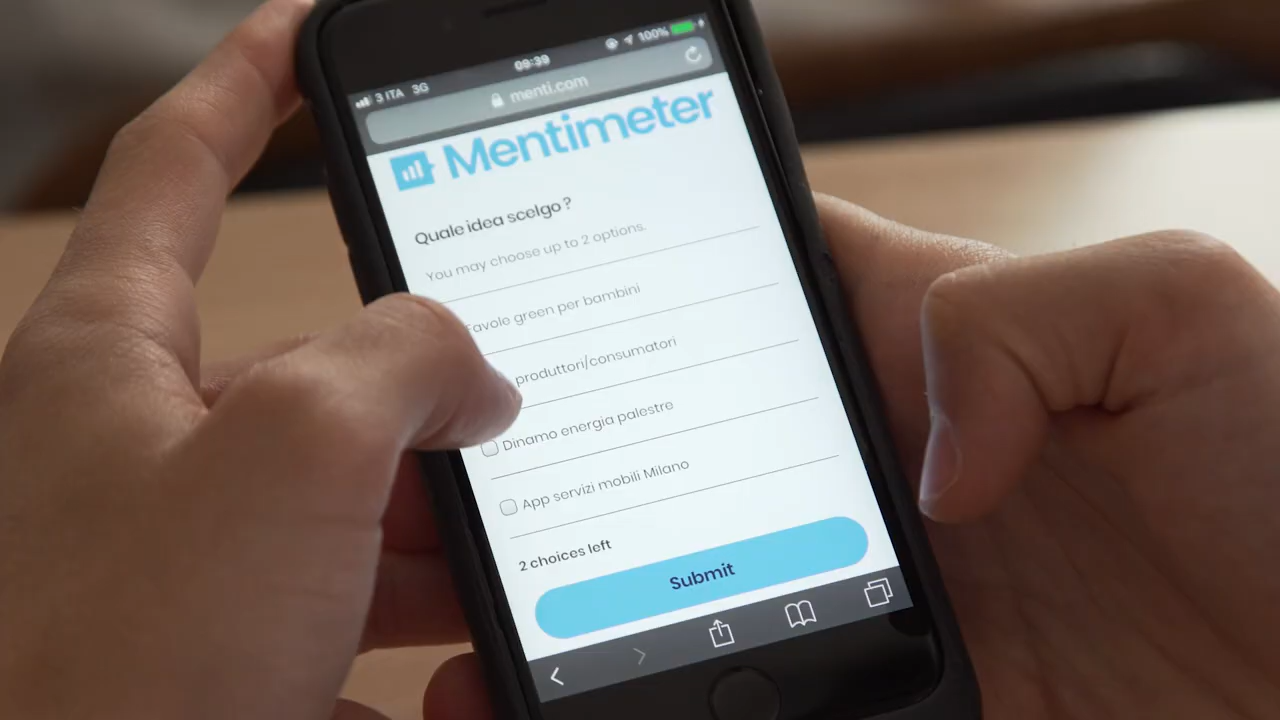 3 ITA 3G 09:39 100%
menti.com
Mentimeter
Quale idea scelgo?
You may choose up to 2 options.
Favole green per bambini
produttori/consumatori
Dinamo energia palestre
App servizi mobili Milano
2 choices left
Submit